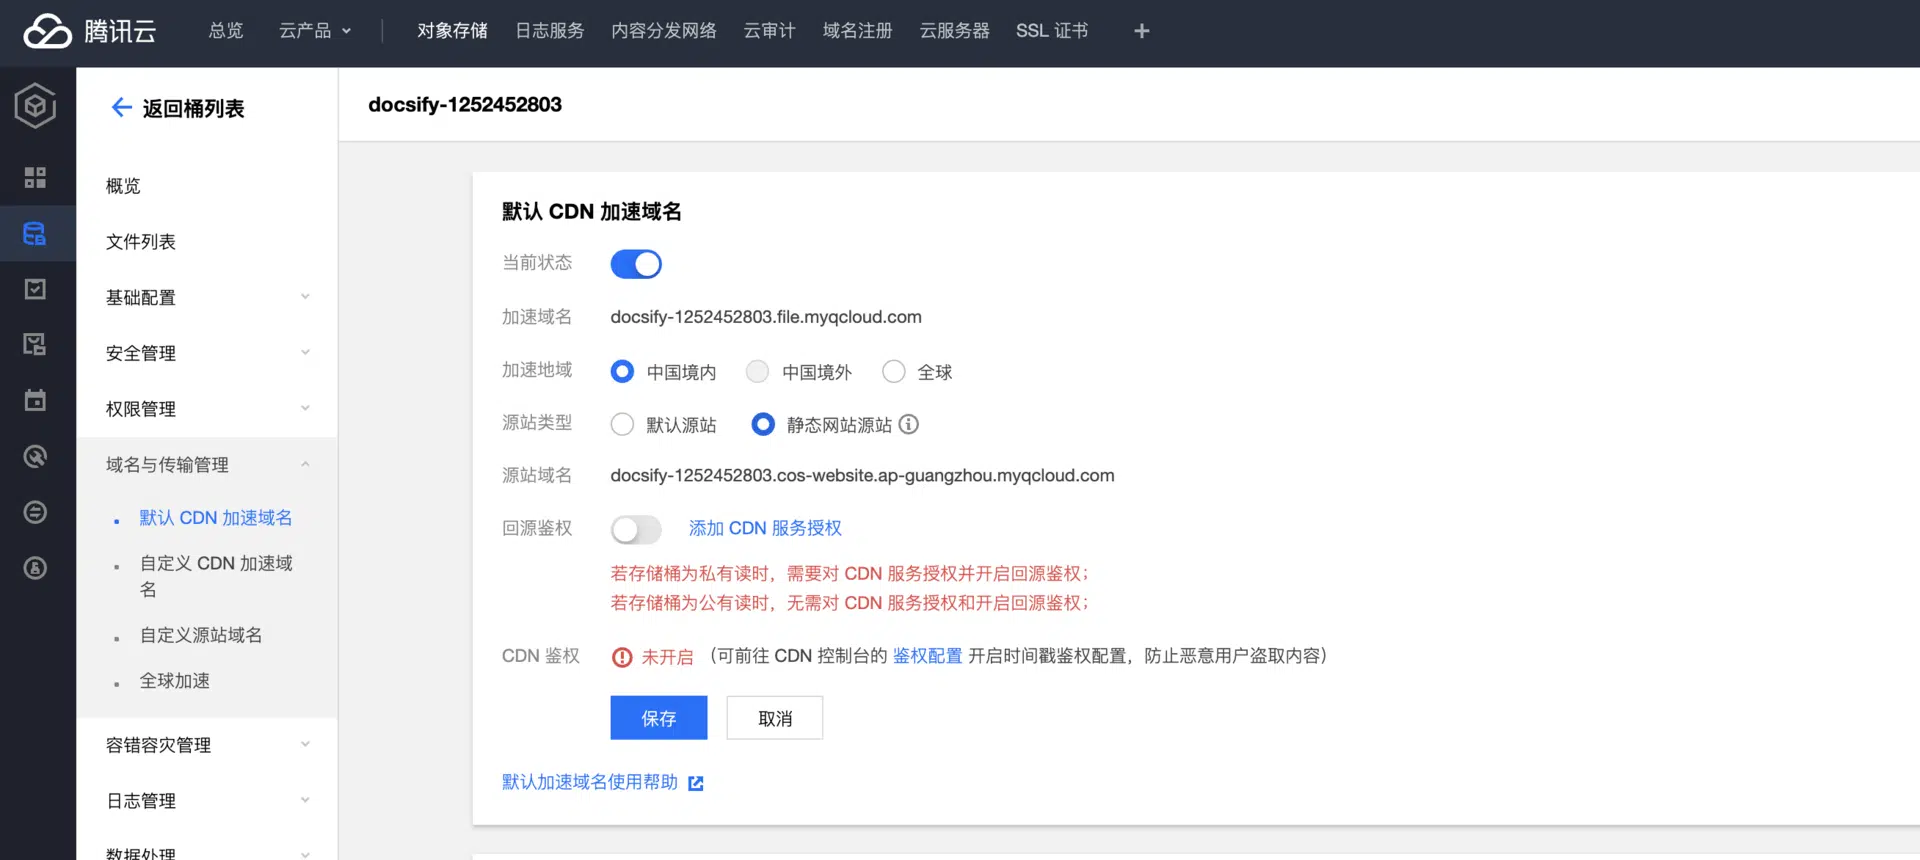 腾讯云 总览 云产品 对象存储 日志服务 内容分发网络 云审计 域名注册 云服务器 SSL 证书 +
返回桶列表
docsify-1252452803
概览
文件列表
基础配置
安全管理
权限管理
域名与传输管理
默认 CDN 加速域名
自定义 CDN 加速域
名
自定义源站域名
全球加速
容错容灾管理
日志管理
数据处理
默认 CDN 加速域名
当前状态
加速域名 docsify-1252452803.file.myqcloud.com
加速地域 中国境内 中国境外 全球
源站类型 默认源站 静态网站源站
源站域名 docsify-1252452803.cos-website.ap-guangzhou.myqcloud.com
回源鉴权 添加 CDN 服务授权
若存储桶为私有读时，需要对 CDN 服务授权并开启回源鉴权；
若存储桶为公有读时，无需对 CDN 服务授权和开启回源鉴权；
CDN 鉴权 未开启 （可前往 CDN 控制台的 鉴权配置 开启时间戳鉴权配置，防止恶意用户盗取内容）
保存 取消
默认加速域名使用帮助